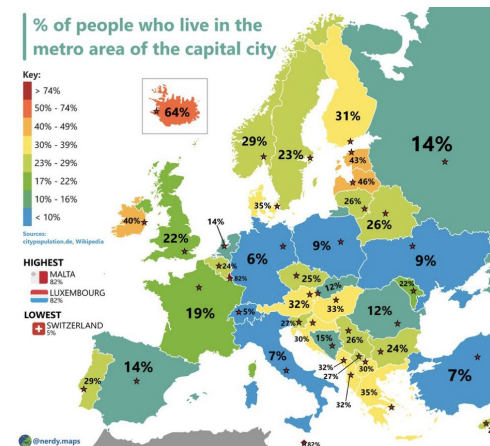 % of people who live in the
metro area of the capital city
Key:
> 74%
50% - 74%
40% - 49%
30% - 39%
23% - 29%
17% - 22%
10% - 16%
< 10%
Sources:
citypopulation.de, Wikipedia
HIGHEST
MALTA
82%
LUXEMBOURG
82%
LOWEST
SWITZERLAND
5%
64%
31%
29%
23%
14%
43%
46%
35%
26%
26%
40%
22%
14%
6%
9%
9%
24%
82%
25%
12%
22%
19%
5%
32%
33%
12%
27%
30%
15%
26%
24%
7%
32%
27%
30%
32%
35%
7%
29%
14%
82%
@nerdy.maps